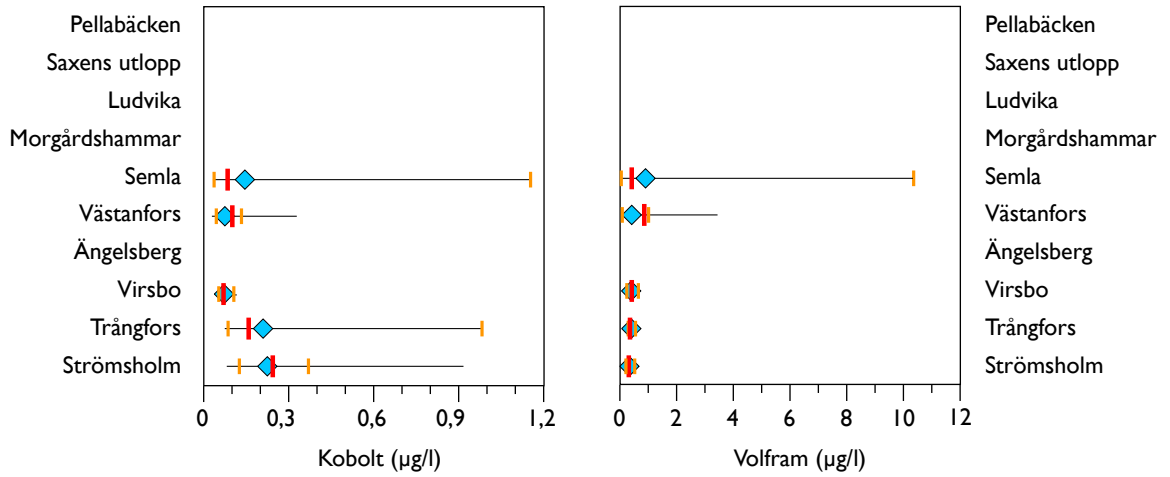 Pellabäcken
Saxens utlopp
Ludvika
Morgårdshammar
Semla
Västanfors
Ängelsberg
Virsbo
Trångfors
Strömsholm
0 0,3 0,6 0,9 1,2
Kobolt (µg/l)
0 2 4 6 8 10 12
Volfram (µg/l)
Pellabäcken
Saxens utlopp
Ludvika
Morgårdshammar
Semla
Västanfors
Ängelsberg
Virsbo
Trångfors
Strömsholm